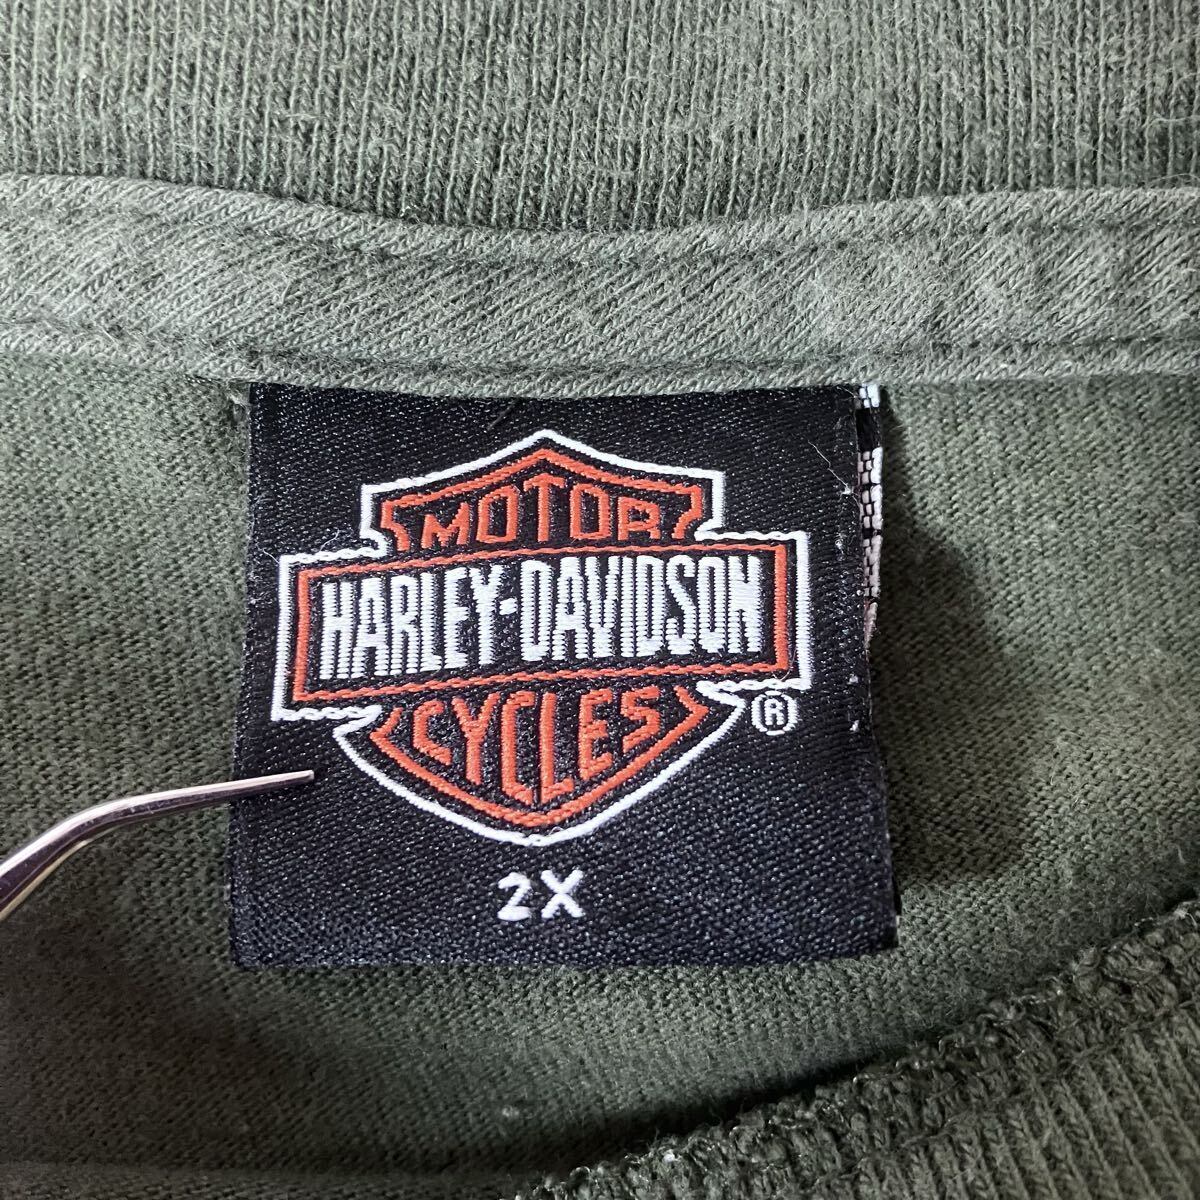 MOTOR
HARLEY-DAVIDSON
CYCLES
®
2X